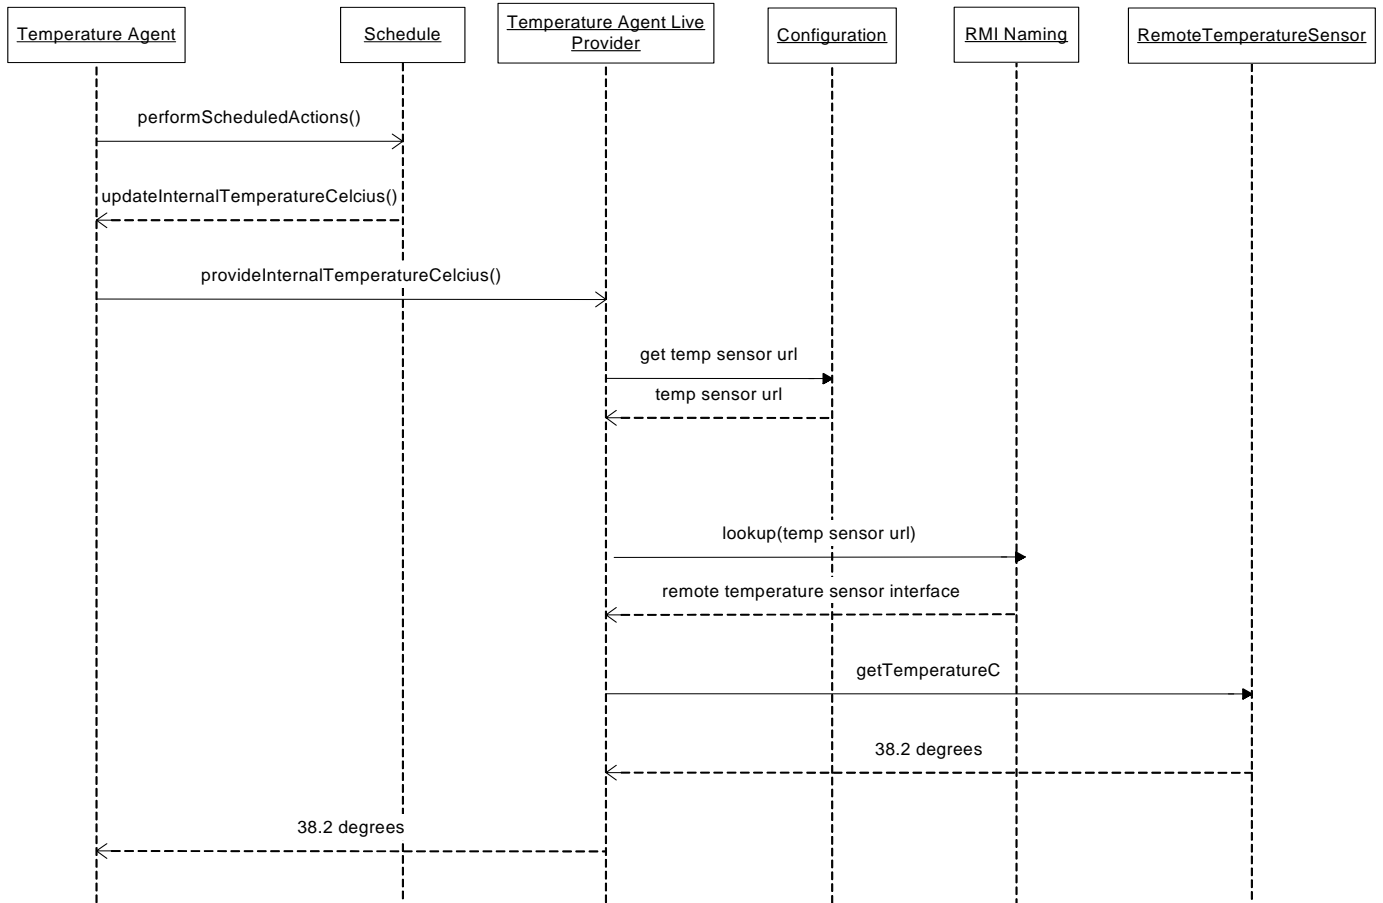 Temperature Agent
Schedule
Temperature Agent Live
Provider
Configuration
RMI Naming
RemoteTemperatureSensor
performScheduledActions()
updateInternalTemperatureCelcius()
provideInternalTemperatureCelcius()
get temp sensor url
temp sensor url
lookup(temp sensor url)
remote temperature sensor interface
getTemperatureC
38.2 degrees
38.2 degrees